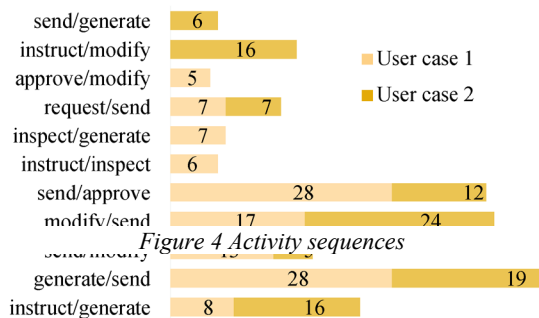 send/generate 6
instruct/modify 16
approve/modify 5
User case 1
request/send 7 7
User case 2
inspect/generate 7
instruct/inspect 6
send/approve 28 12
modify/send 17 24
Figure 4 Activity sequences
send/modify
generate/send 28 19
instruct/generate 8 16